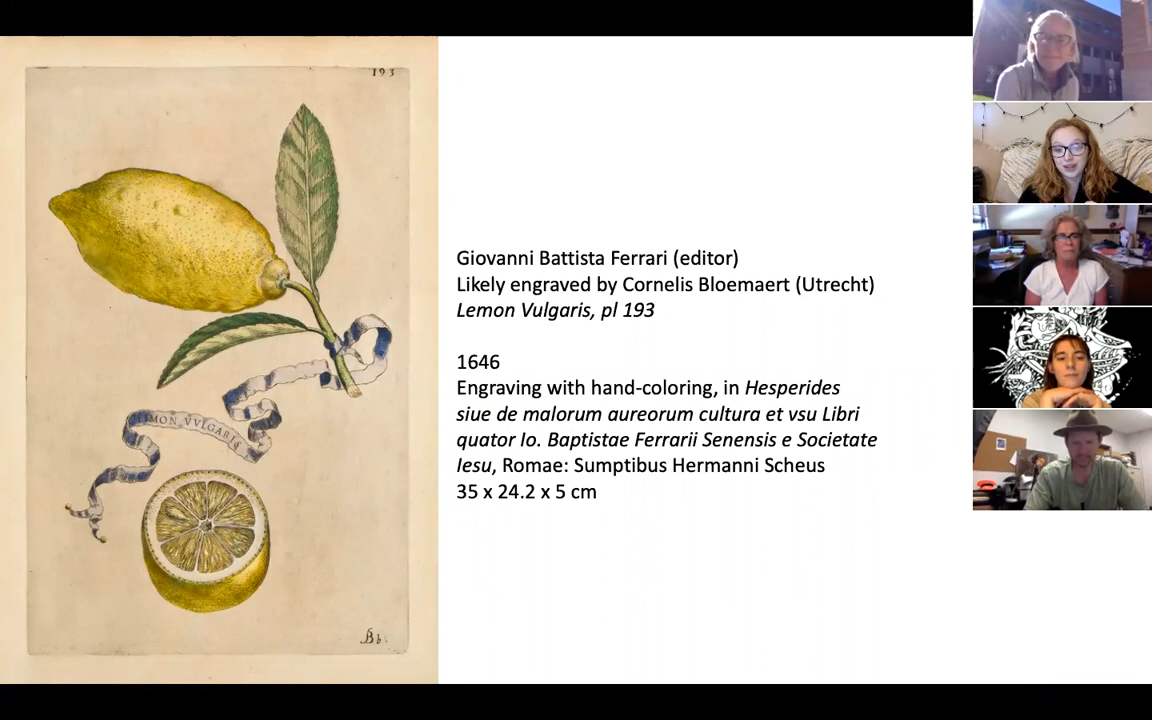 193
LIMON VVLGARIS
Bb.
Giovanni Battista Ferrari (editor)
Likely engraved by Cornelis Bloemaert (Utrecht)
Lemon Vulgaris, pl 193
1646
Engraving with hand-coloring, in Hesperides
siue de malorum aureorum cultura et vsu Libri
quator Io. Baptistae Ferrarii Senensis e Societate
Iesu, Romae: Sumptibus Hermanni Scheus
35 x 24.2 x 5 cm